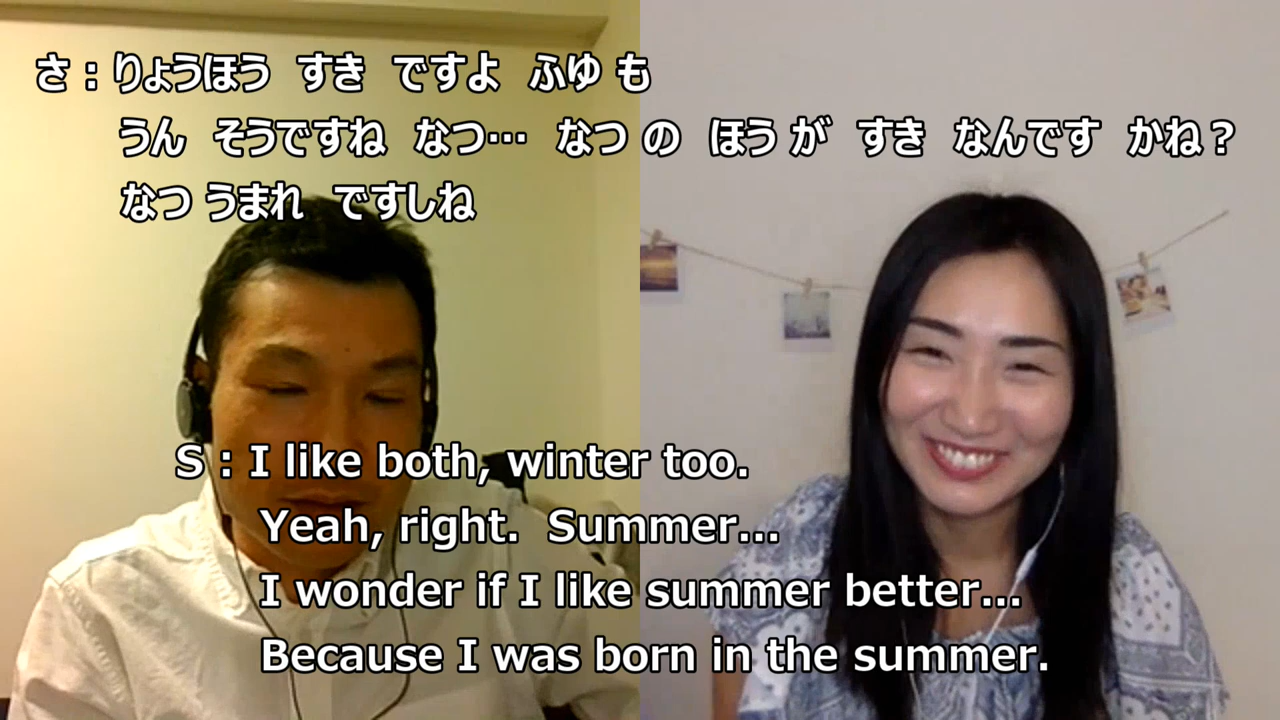 さ：りょうほう すき ですよ ふゆ も
うん そうですね なつ… なつ の ほう が すき なんです かね？
なつ うまれ ですしね
S : I like both, winter too.
Yeah, right. Summer...
I wonder if I like summer better...
Because I was born in the summer.